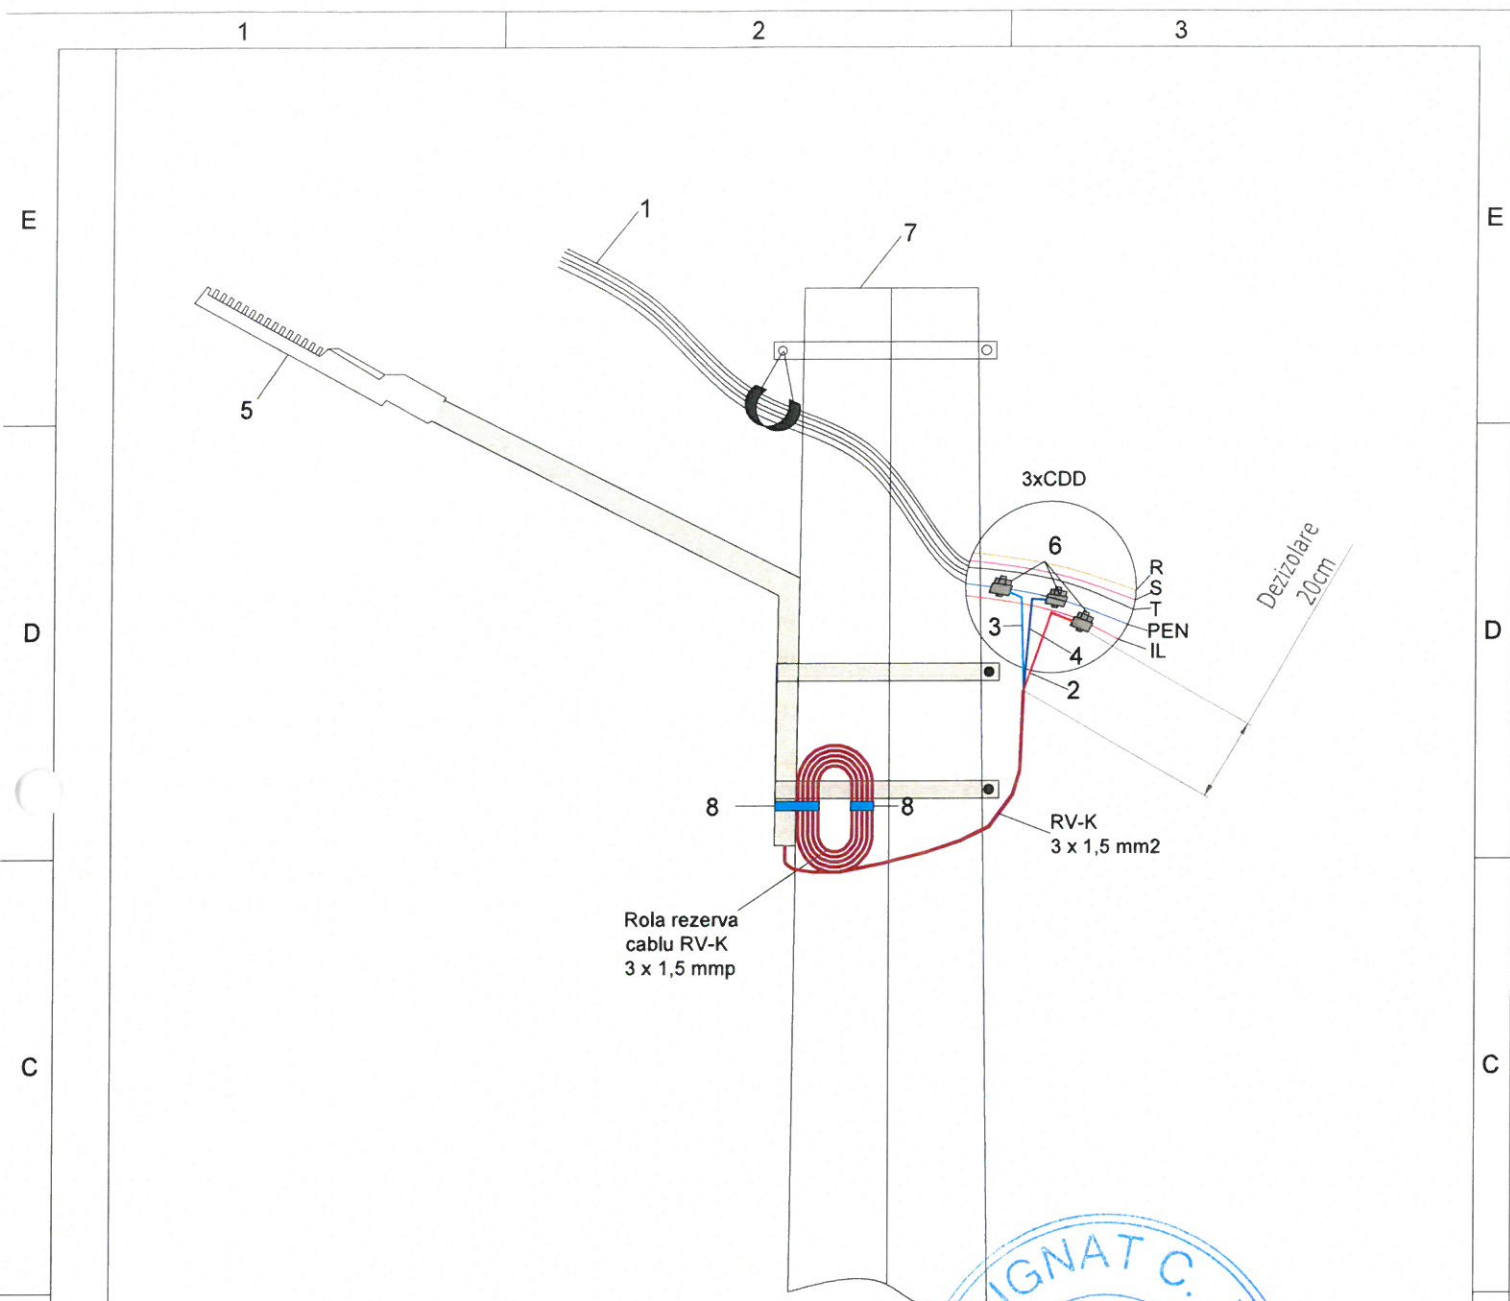 1
2
3
E
E
1
7
5
3xCDD
6
R
S
T
PEN
IL
3
4
2
Dezizolare
20cm
D
D
8
8
RV-K
3 x 1,5 mm2
Rola rezerva
cablu RV-K
3 x 1,5 mmp
C
C
IGNAT C.